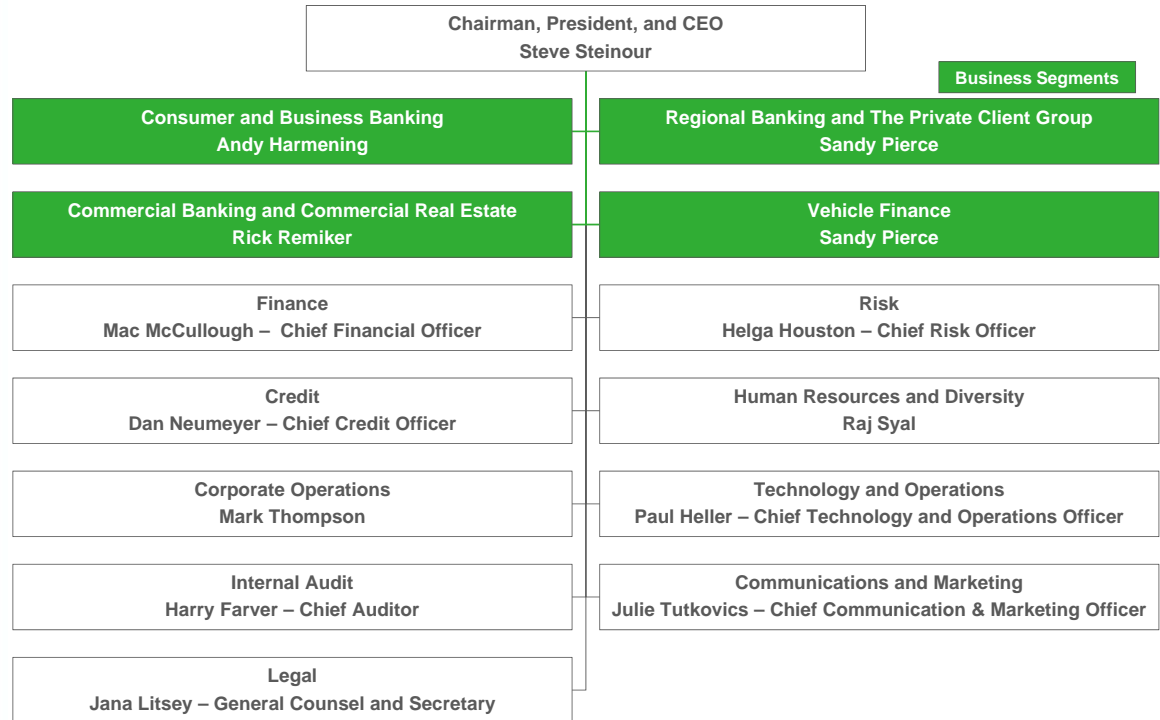 Chairman, President, and CEO
Steve Steinour
Business Segments
Consumer and Business Banking
Andy Harmening
Regional Banking and The Private Client Group
Sandy Pierce
Commercial Banking and Commercial Real Estate
Rick Remiker
Vehicle Finance
Sandy Pierce
Finance
Mac McCullough – Chief Financial Officer
Risk
Helga Houston – Chief Risk Officer
Credit
Dan Neumeyer – Chief Credit Officer
Human Resources and Diversity
Raj Syal
Corporate Operations
Mark Thompson
Technology and Operations
Paul Heller – Chief Technology and Operations Officer
Internal Audit
Harry Farver – Chief Auditor
Communications and Marketing
Julie Tutkovics – Chief Communication & Marketing Officer
Legal
Jana Litsey – General Counsel and Secretary